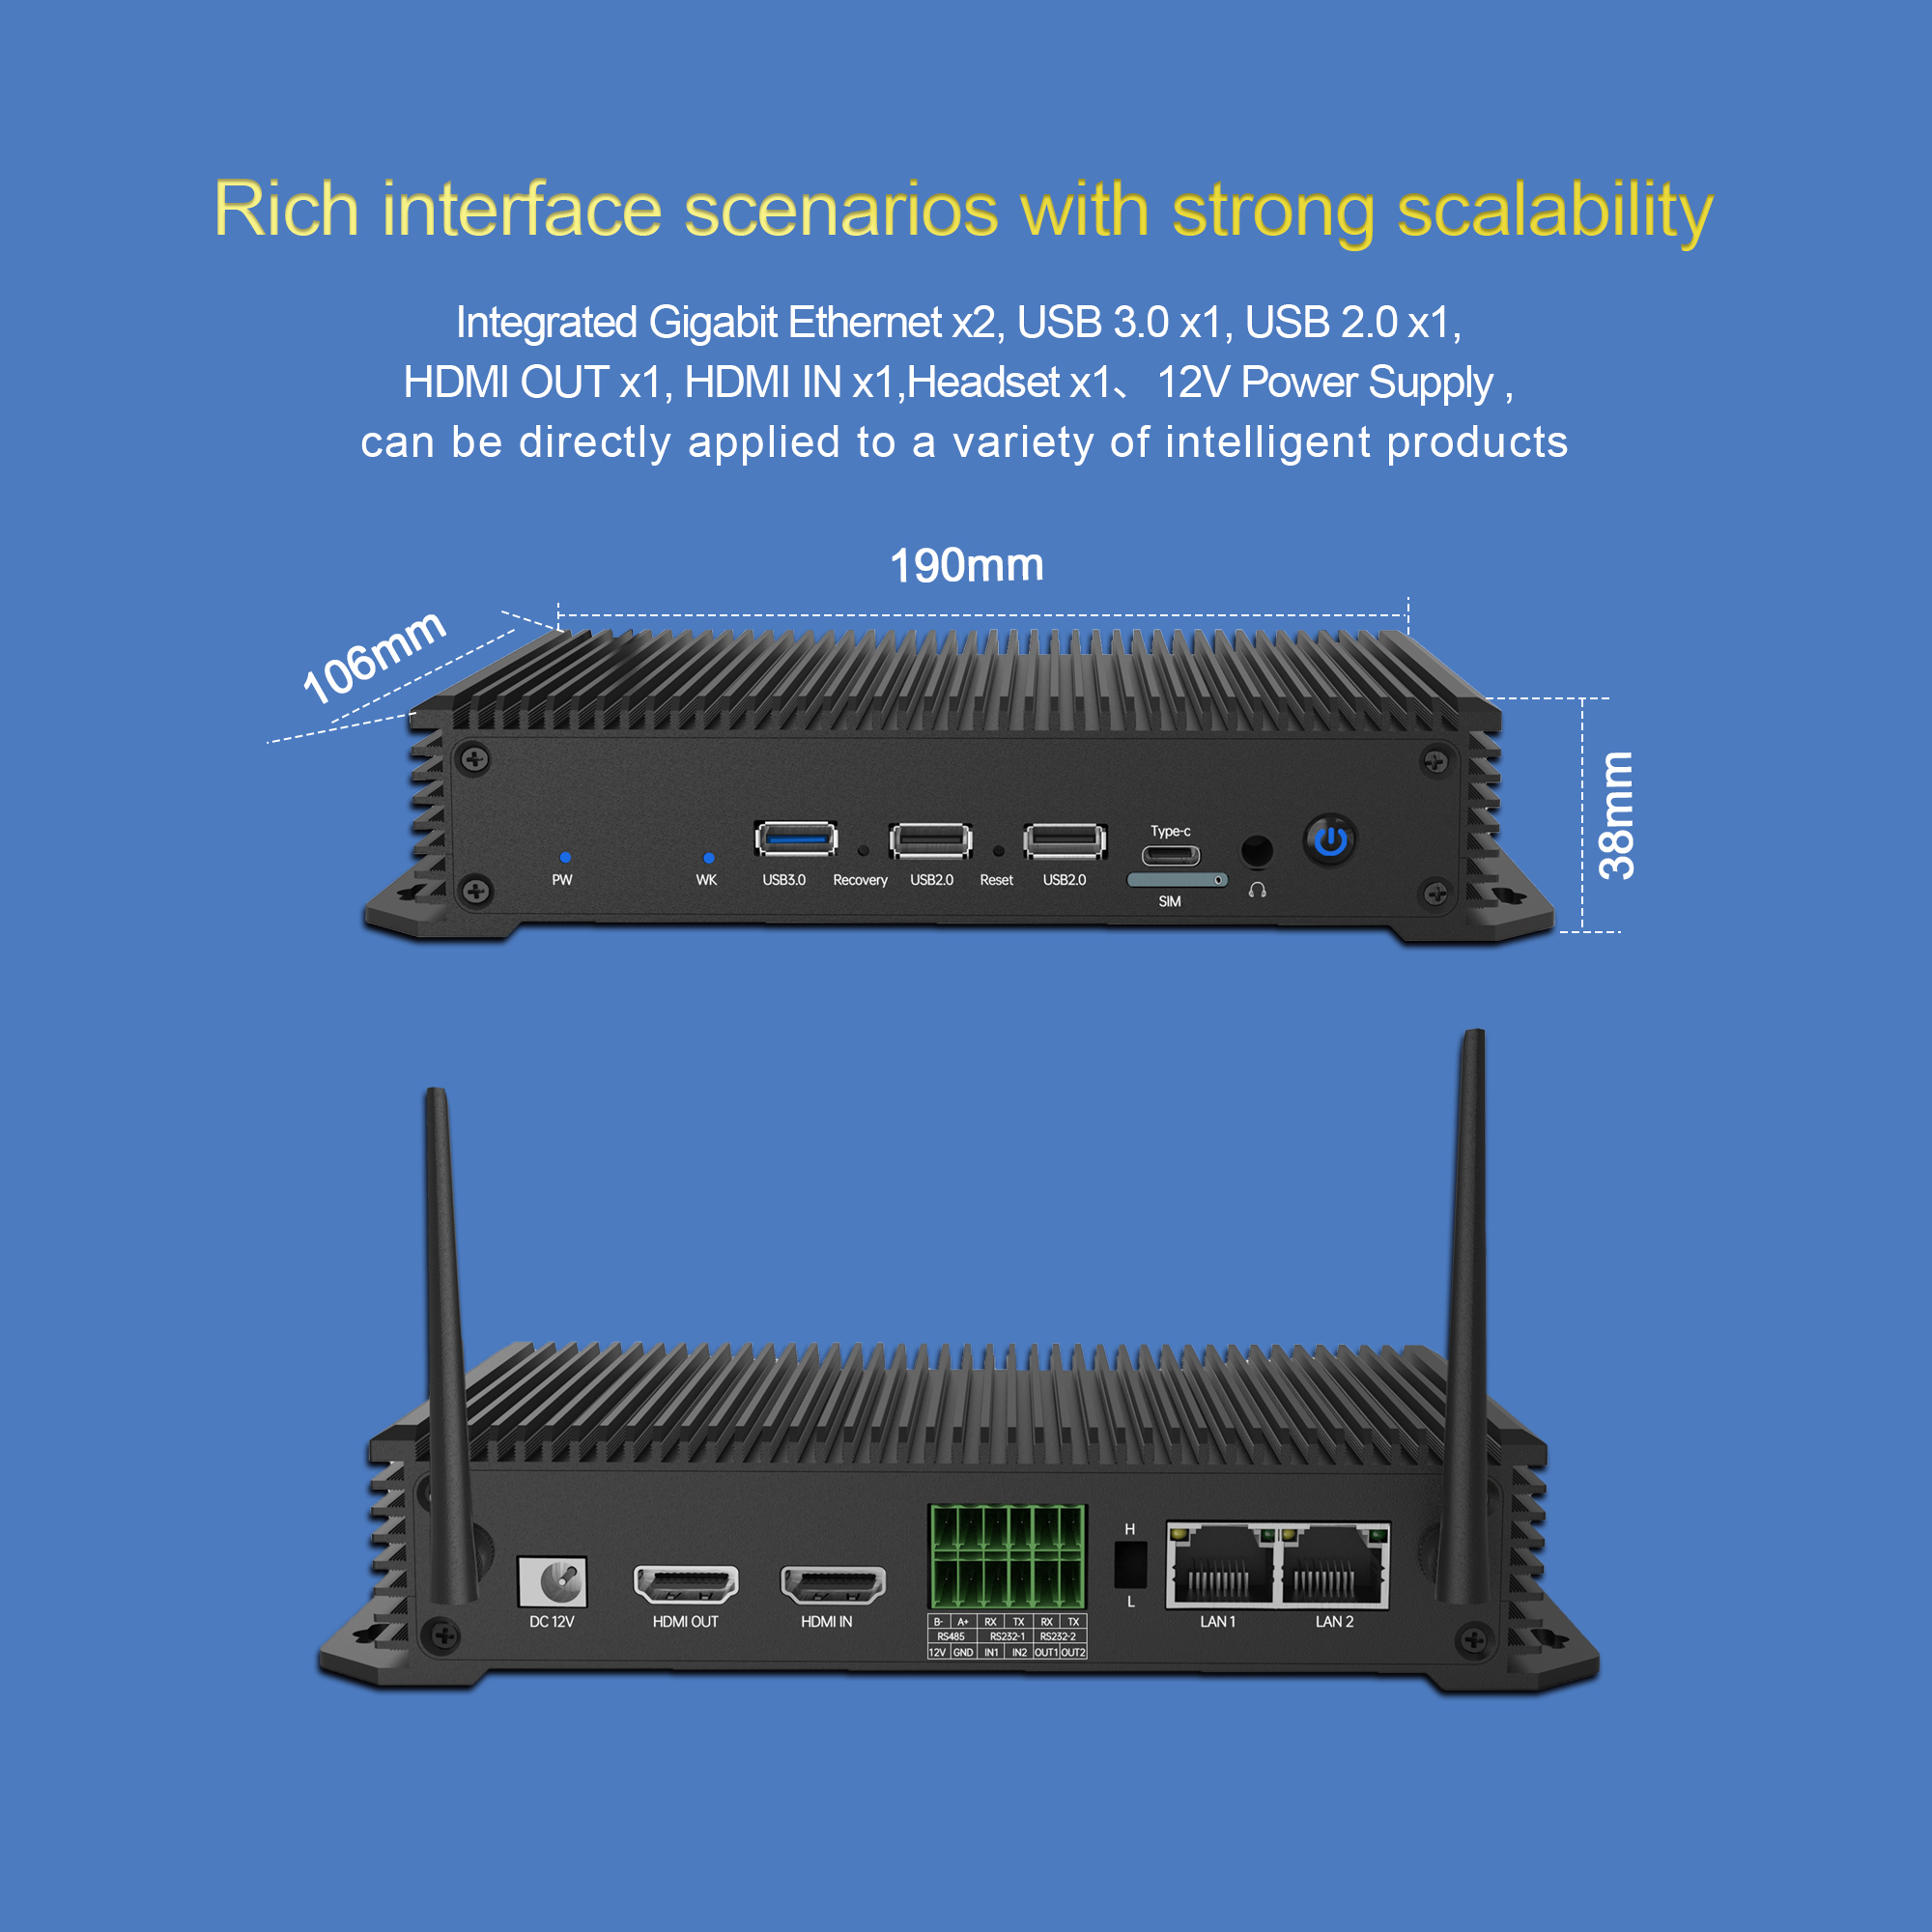 Rich interface scenarios with strong scalability
Integrated Gigabit Ethernet x2, USB 3.0 x1, USB 2.0 x1,
HDMI OUT x1, HDMI IN x1,Headset x1、 12V Power Supply ,
can be directly applied to a variety of intelligent products
190mm
106mm
38mm
Type-c
PW WK USB3.0 Recovery USB2.0 Reset USB2.0
SIM
H
L
DC 12V HDMI OUT HDMI IN LAN 1 LAN 2
B- A+ RX TX RX TX
RS485 RS232-1 RS232-2
12V GND IN1 IN2 OUT1 OUT2